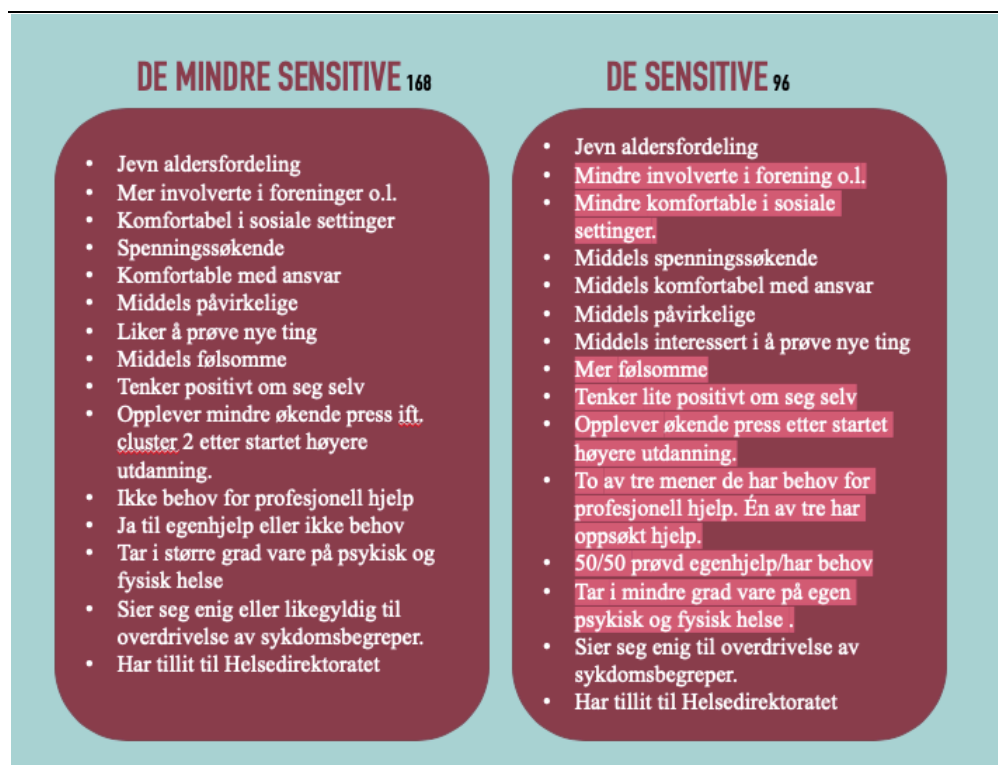 DE MINDRE SENSITIVE 168
• Jevn aldersfordeling
• Mer involverte i foreninger o.l.
• Komfortabel i sosiale settinger
• Spenningssøkende
• Komfortable med ansvar
• Middels påvirkelige
• Liker å prøve nye ting
• Middels følsomme
• Tenker positivt om seg selv
• Opplever mindre økende press ift.
cluster 2 etter startet høyere
utdanning.
• Ikke behov for profesjonell hjelp
• Ja til egenhjelp eller ikke behov
• Tar i større grad vare på psykisk og
fysisk helse
• Sier seg enig eller likegyldig til
overdrivelse av sykdomsbegreper.
• Har tillit til Helsedirektoratet
DE SENSITIVE 96
• Jevn aldersfordeling
• Mindre involverte i forening o.l.
• Mindre komfortable i sosiale
settinger.
• Middels spenningssøkende
• Middels komfortabel med ansvar
• Middels påvirkelige
• Middels interessert i å prøve nye ting
• Mer følsomme
• Tenker lite positivt om seg selv
• Opplever økende press etter startet
høyere utdanning.
• To av tre mener de har behov for
profesjonell hjelp. Én av tre har
oppsøkt hjelp.
• 50/50 prøvd egenhjelp/har behov
• Tar i mindre grad vare på egen
psykisk og fysisk helse .
• Sier seg enig til overdrivelse av
sykdomsbegreper.
• Har tillit til Helsedirektoratet